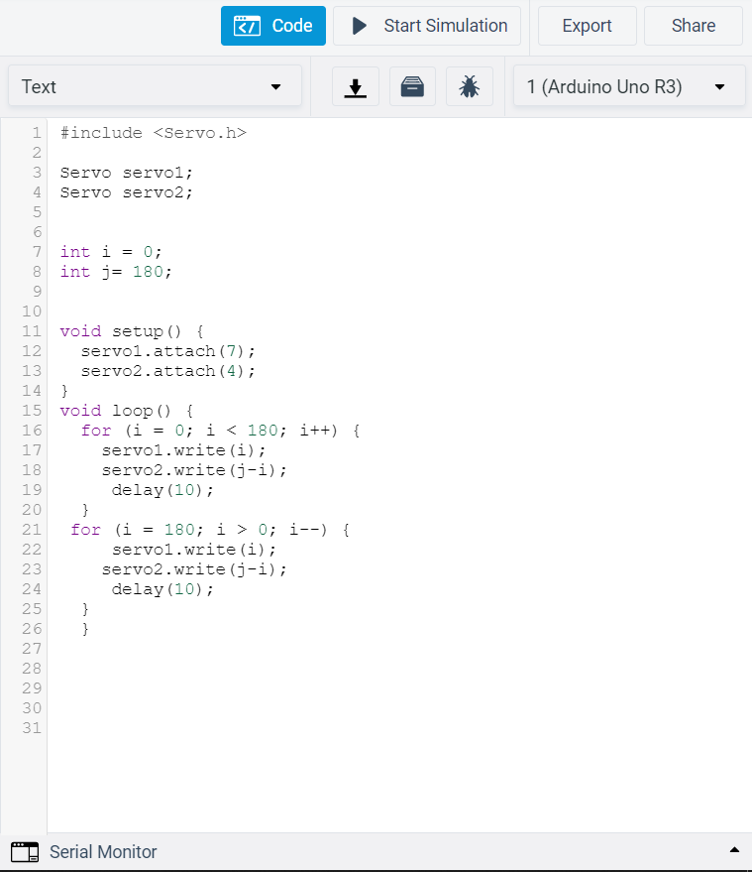 Code
Start Simulation
Export
Share
Text
1 (Arduino Uno R3)
1 #include <Servo.h>
2
3 Servo servo1;
4 Servo servo2;
5
6
7 int i = 0;
8 int j= 180;
9
10
11 void setup() {
12   servo1.attach(7);
13   servo2.attach(4);
14 }
15 void loop() {
16   for (i = 0; i < 180; i++) {
17     servo1.write(i);
18     servo2.write(j-i);
19      delay(10);
20   }
21  for (i = 180; i > 0; i--) {
22      servo1.write(i);
23     servo2.write(j-i);
24      delay(10);
25   }
26   }
27
28
29
30
31
Serial Monitor